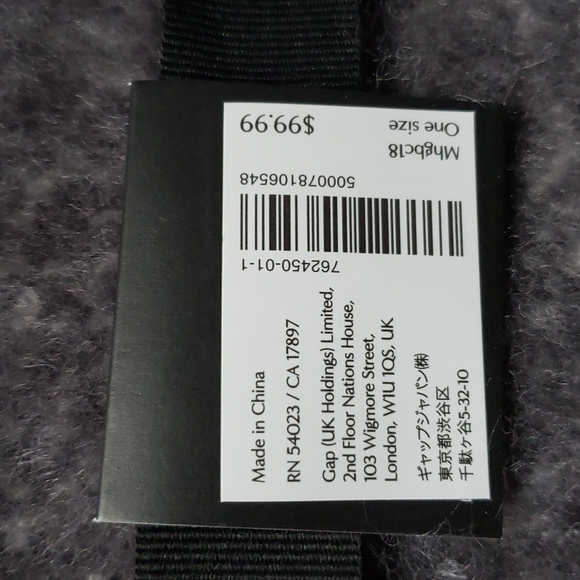 Mhgbc18
One size
$99.99
500078106548
762450-01-1
Made in China
RN 54023 / CA 17897
Gap (UK Holdings) Limited,
2nd Floor Nations House,
103 Wigmore Street,
London, W1U 1QS, UK
ギャップジャパン㈱
東京都渋谷区
千駄ヶ谷5-32-10